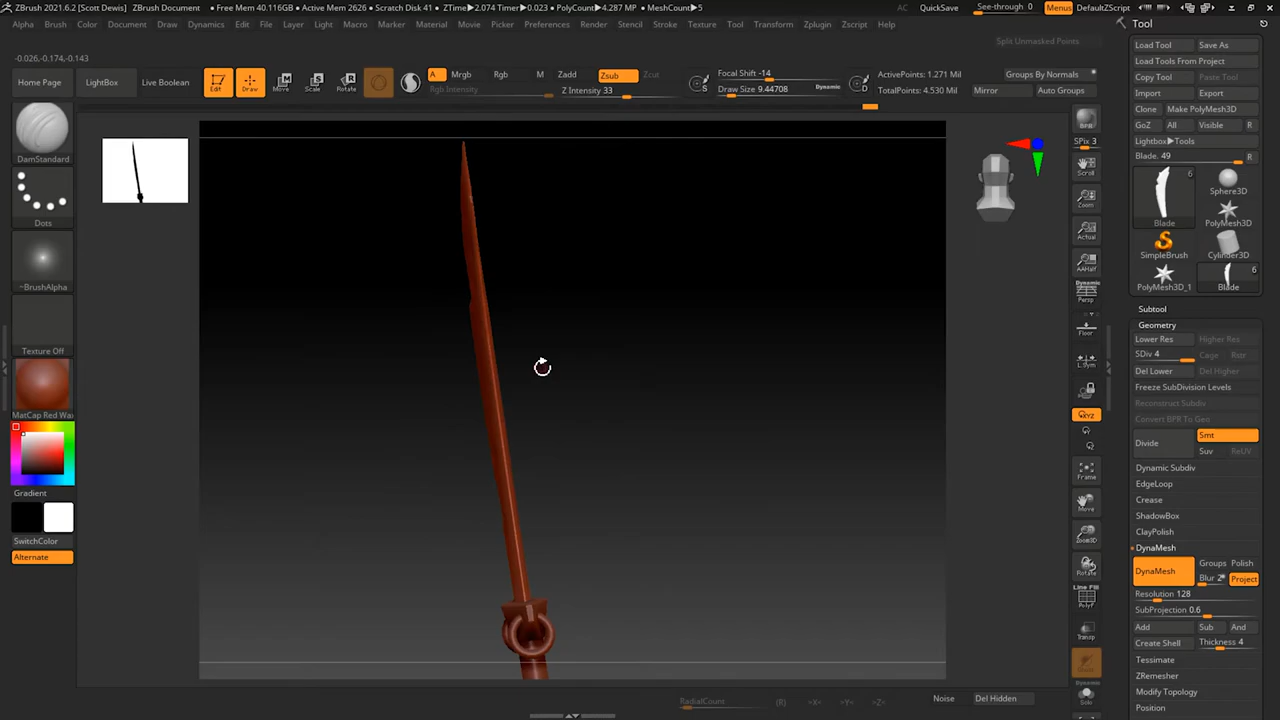 ZBrush 2021.6.2 [Scott Dewis] ZBrush Document • Free Mem 40.116GB • Active Mem 2626 • Scratch Disk 41 • ZTime▶2.074 Timer▶0.023 • PolyCount▶4.287 MP • MeshCount▶5 AC QuickSave See-through 0 Menus DefaultZScript
Alpha Brush Color Document Draw Dynamics Edit File Layer Light Macro Marker Material Movie Picker Preferences Render Stencil Stroke Texture Tool Transform Zplugin Zscript Help
-0.026,-0.174,-0.143
Split Unmasked Points
Home Page LightBox Live Boolean Edit Draw Move Scale Rotate
A Mrgb Rgb M Zadd Zsub Zcut
Rgb Intensity Z Intensity 33
S Focal Shift -14
Draw Size 9.44708 Dynamic D
ActivePoints: 1.271 Mil
TotalPoints: 4.530 Mil
Groups By Normals
Mirror Auto Groups
DamStandard
Dots
~BrushAlpha
Texture Off
MatCap Red Wax
Gradient
SwitchColor
Alternate
BPR
SPix 3
Scroll
Zoom
Actual
AAHalf
Dynamic
Persp
Floor
L.Sym
XYZ
Frame
Move
Zoom3D
Rotate
Line Fill
PolyF
Transp
Dynamic
Solo
Tool
Load Tool Save As
Load Tools From Project
Copy Tool Paste Tool
Import Export
Clone Make PolyMesh3D
GoZ All Visible R
Lightbox▶Tools
Blade. 49 R
6
Blade Sphere3D
PolyMesh3D
SimpleBrush Cylinder3D
6
PolyMesh3D_1 Blade
Subtool
Geometry
Lower Res Higher Res
SDiv 4 Cage Rstr
Del Lower Del Higher
Freeze SubDivision Levels
Reconstruct Subdiv
Convert BPR To Geo
Divide Smt
Suv ReUV
Dynamic Subdiv
EdgeLoop
Crease
ShadowBox
ClayPolish
DynaMesh
DynaMesh Groups Polish
Blur 2 Project
Resolution 128
SubProjection 0.6
Add Sub And
Create Shell Thickness 4
Tessimate
ZRemesher
Modify Topology
Position
RadialCount (R) >X< >Y< >Z< Noise Del Hidden